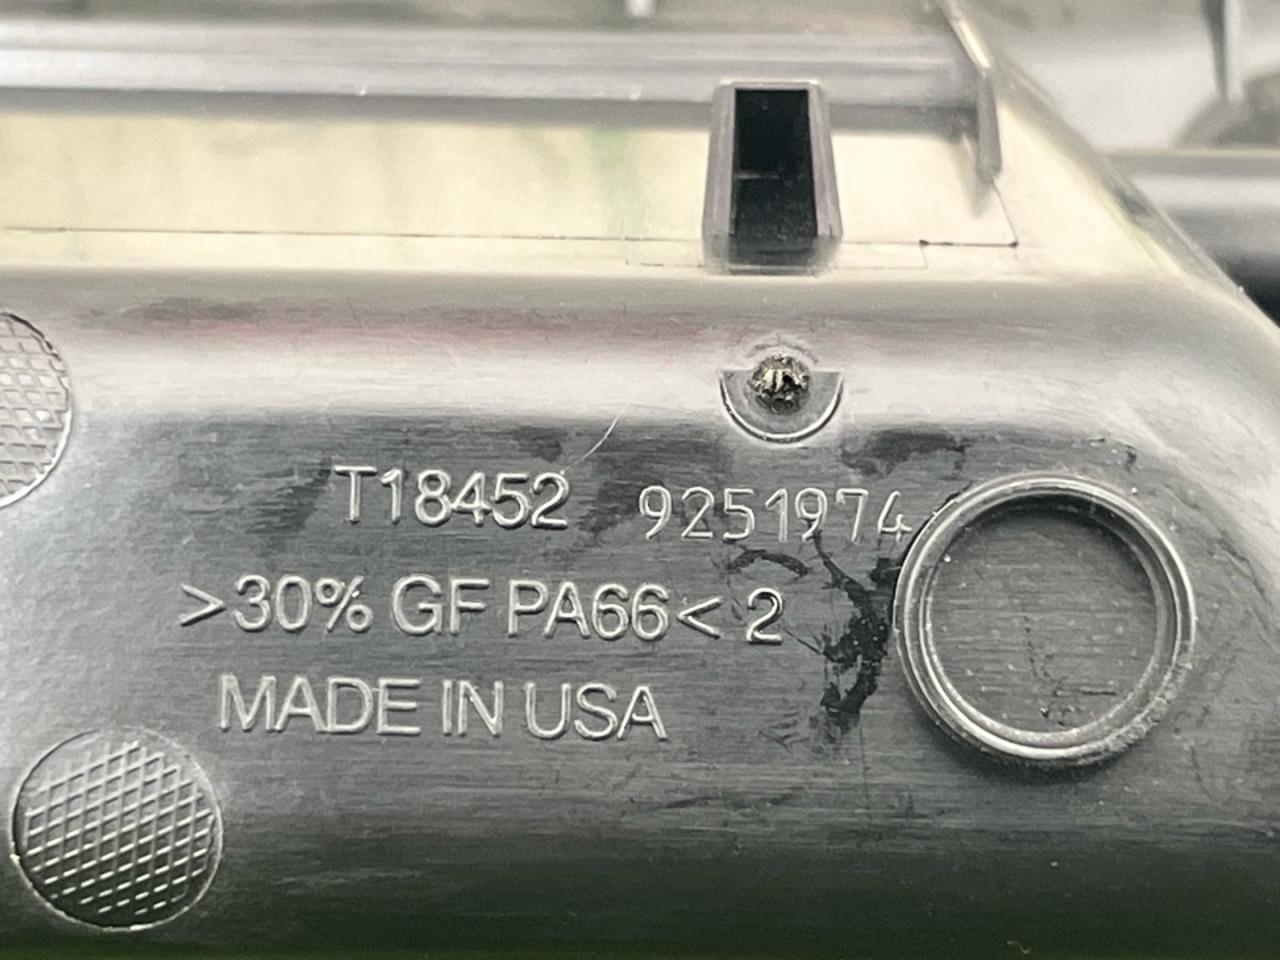 T18452 9251974
>30% GF PA66< 2
MADE IN USA